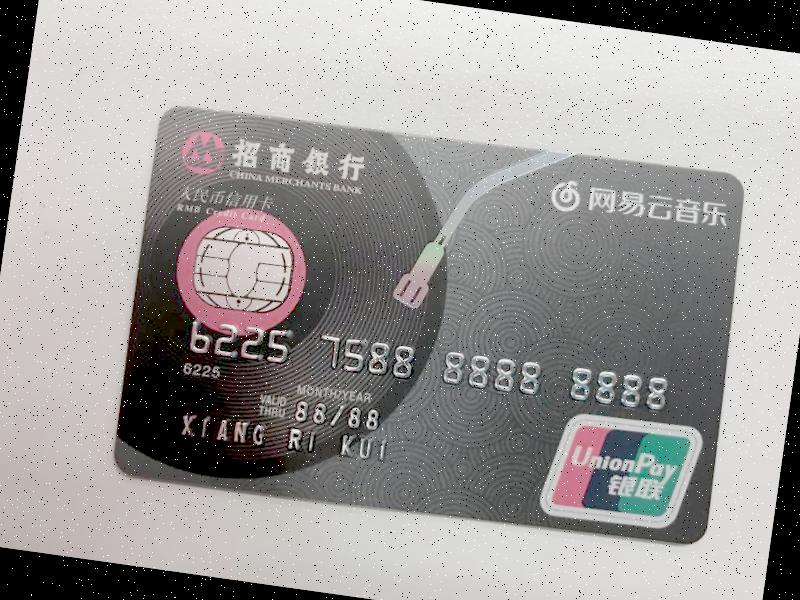 招商银行
CHINA MERCHANTS BANK
网易云音乐
人民币信用卡
RMB Credit Card
6225 7588 8888 8888
6225
MONTH/YEAR
VALID THRU 88/88
XIANG RI KUI
UnionPay
银联